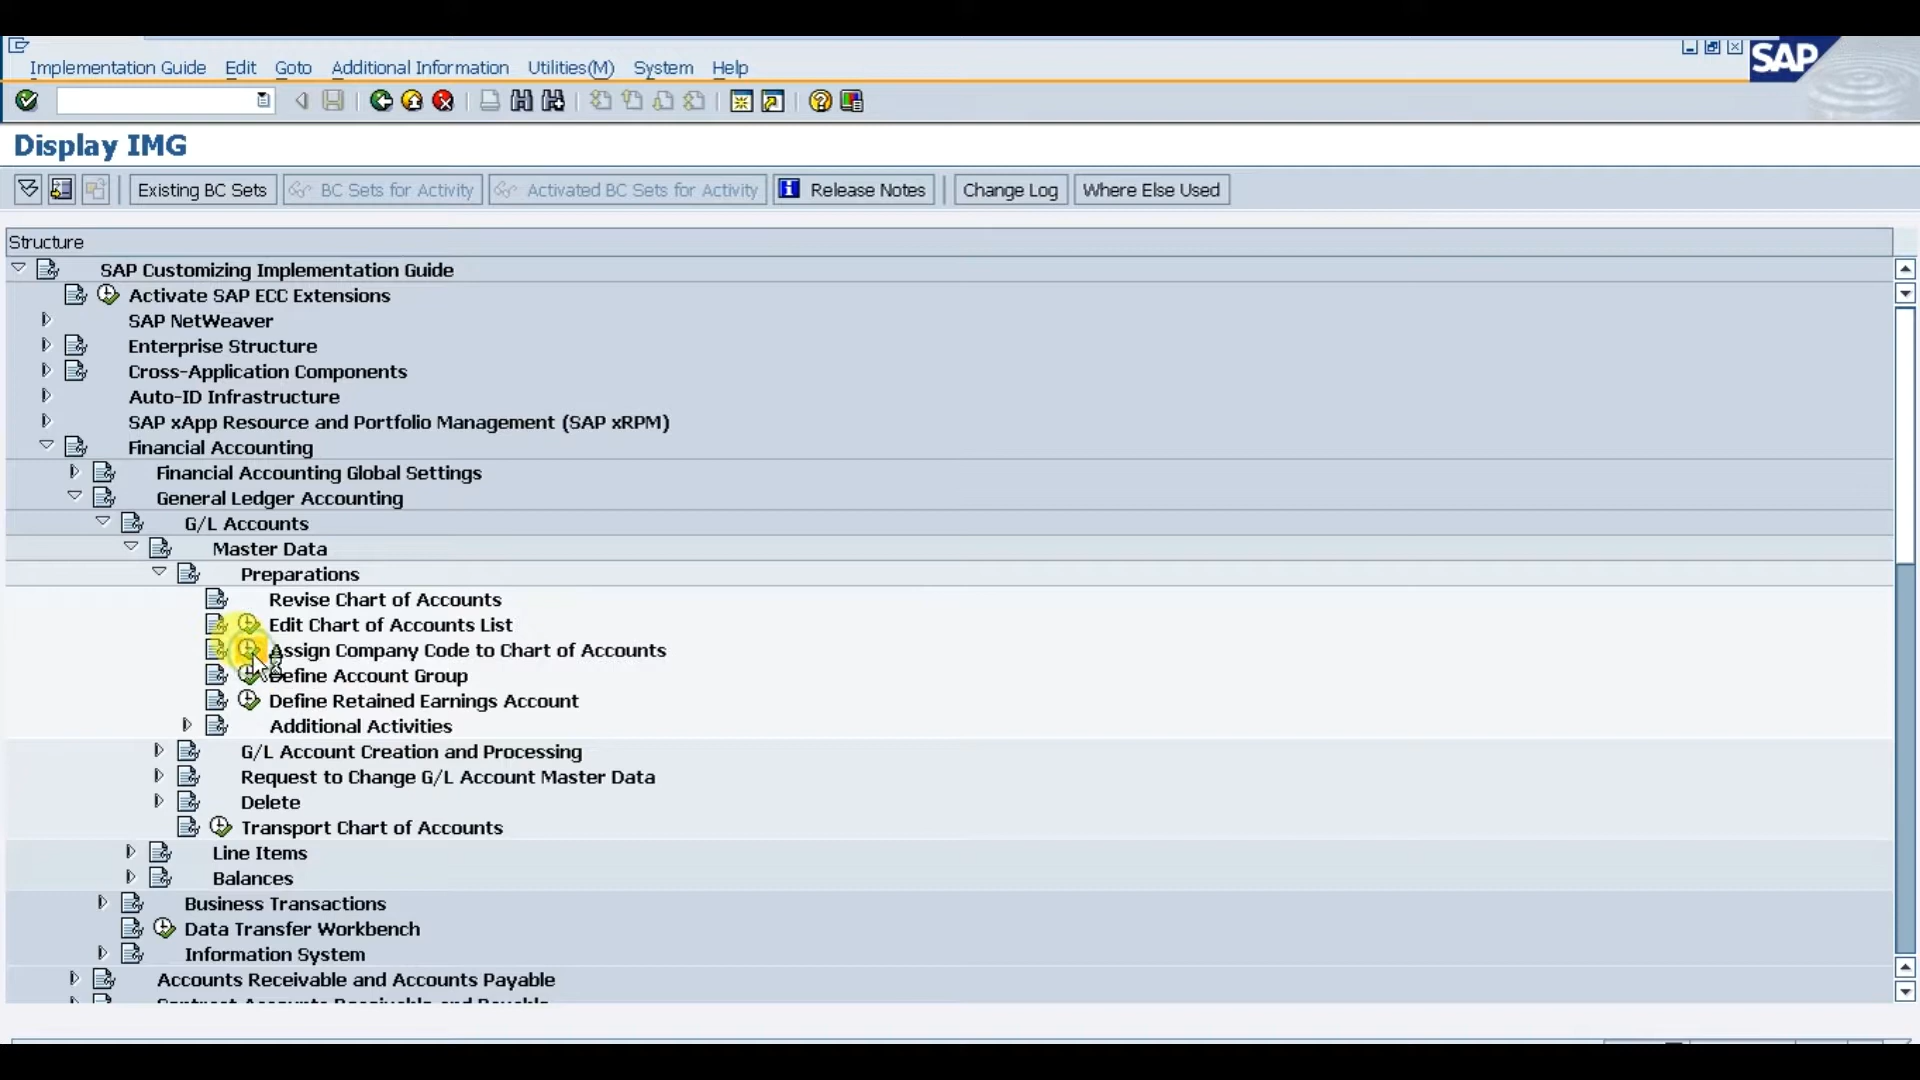 Implementation Guide Edit Goto Additional Information Utilities(M) System Help
SAP
Display IMG
Existing BC Sets BC Sets for Activity Activated BC Sets for Activity Release Notes Change Log Where Else Used
Structure
SAP Customizing Implementation Guide
Activate SAP ECC Extensions
SAP NetWeaver
Enterprise Structure
Cross-Application Components
Auto-ID Infrastructure
SAP xApp Resource and Portfolio Management (SAP xRPM)
Financial Accounting
Financial Accounting Global Settings
General Ledger Accounting
G/L Accounts
Master Data
Preparations
Revise Chart of Accounts
Edit Chart of Accounts List
Assign Company Code to Chart of Accounts
Define Account Group
Define Retained Earnings Account
Additional Activities
G/L Account Creation and Processing
Request to Change G/L Account Master Data
Delete
Transport Chart of Accounts
Line Items
Balances
Business Transactions
Data Transfer Workbench
Information System
Accounts Receivable and Accounts Payable